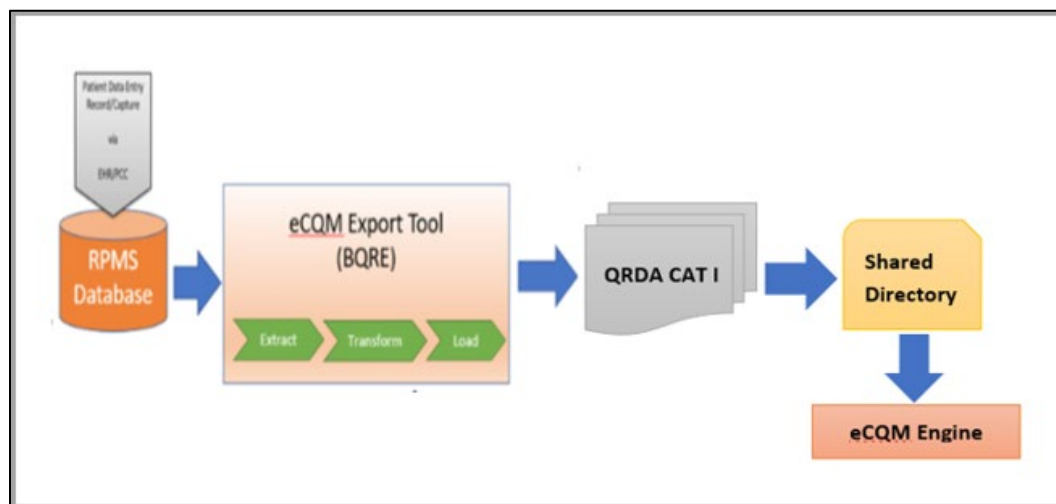 Patient Data Entry
Record/Capture
via
EHR/PCC
RPMS
Database
eCQM Export Tool
(BQRE)
Extract
Transform
Load
QRDA CAT I
Shared
Directory
eCQM Engine